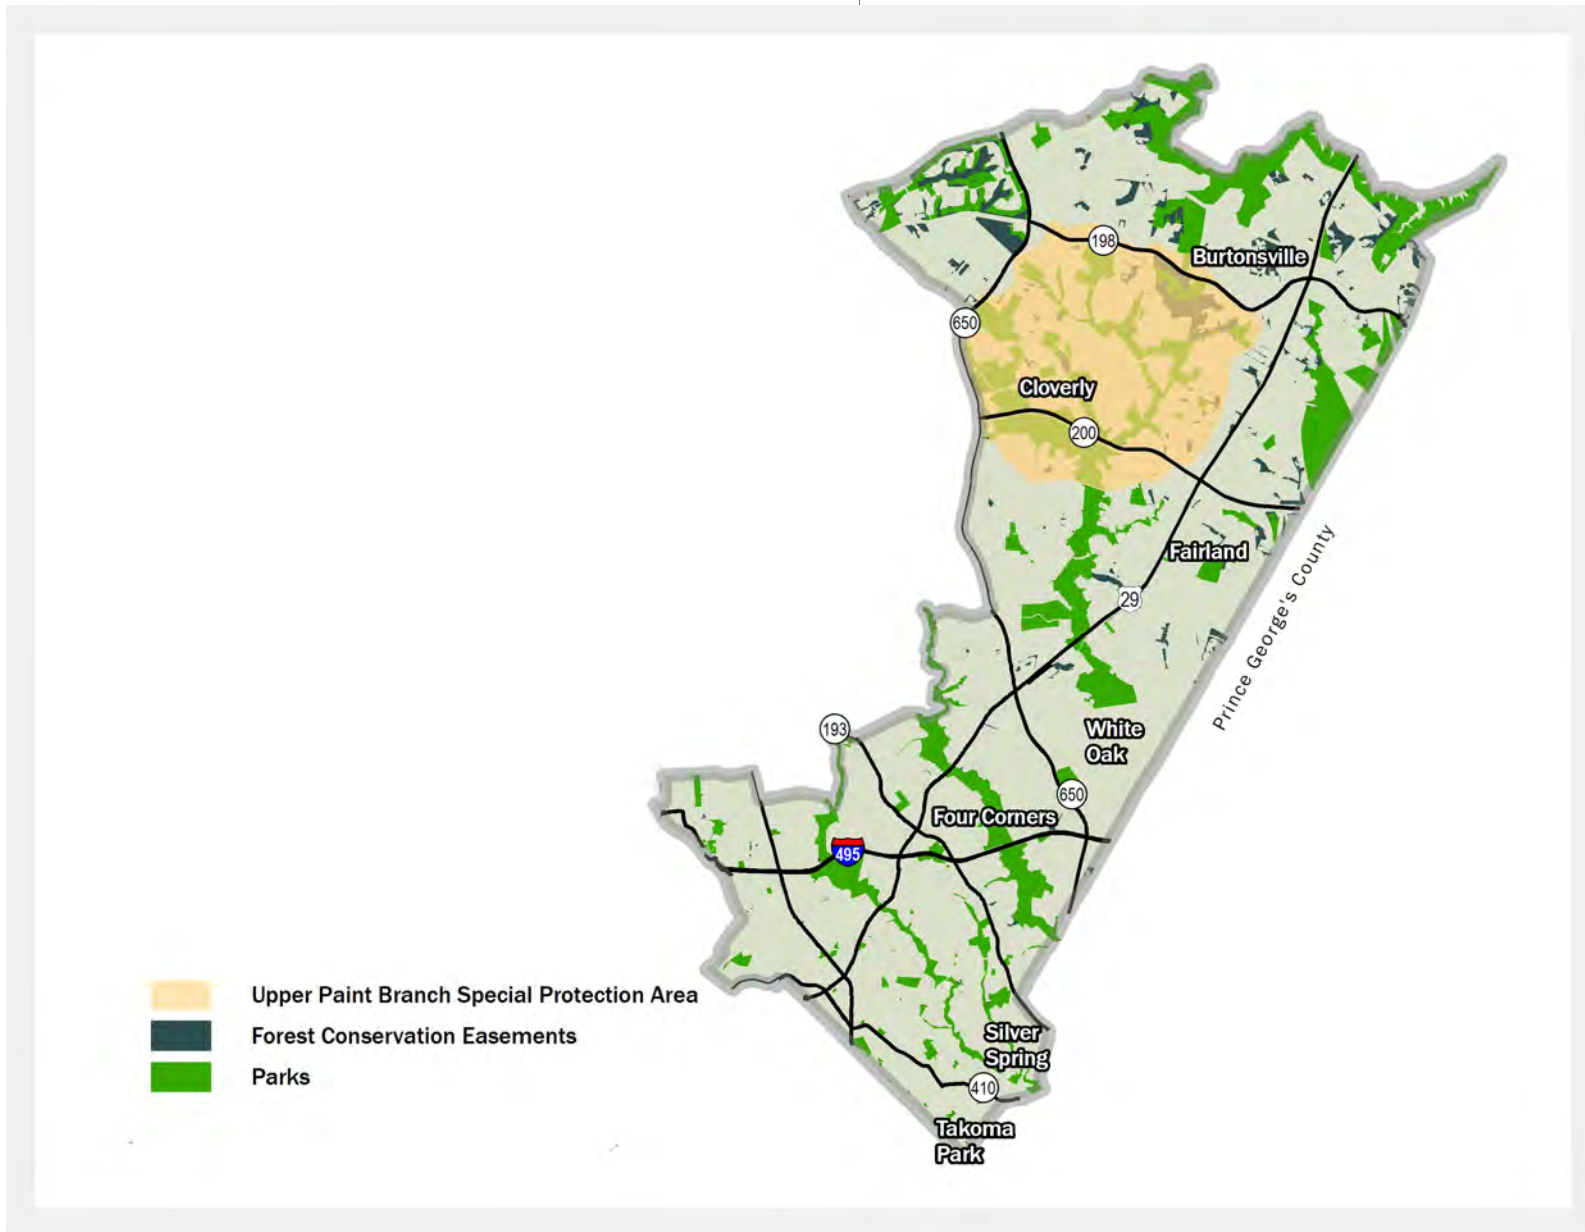 198
Burtonsville
650
Cloverly
200
Fairland
29
Prince George's County
193
White
Oak
650
Four Corners
495
Upper Paint Branch Special Protection Area
Forest Conservation Easements
Parks
Silver
Spring
410
Takoma
Park